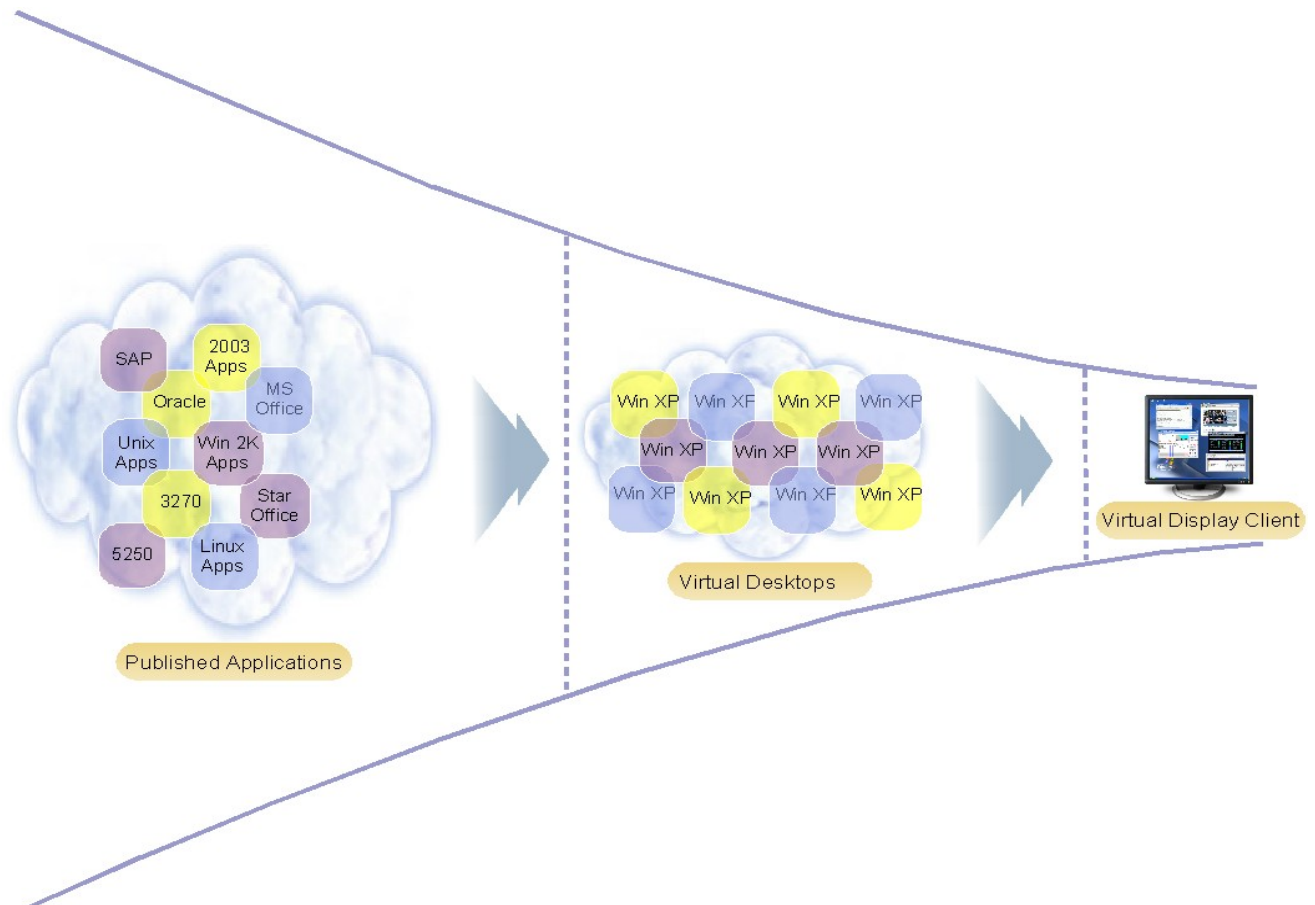 SAP
2003
Apps
Oracle
MS
Office
Unix
Apps
Win 2K
Apps
3270
Star
Office
5250
Linux
Apps
Published Applications
Win XP
Win XP
Win XP
Win XP
Win XP
Win XP
Win XP
Win XP
Win XP
Win XP
Win XP
Virtual Desktops
Virtual Display Client